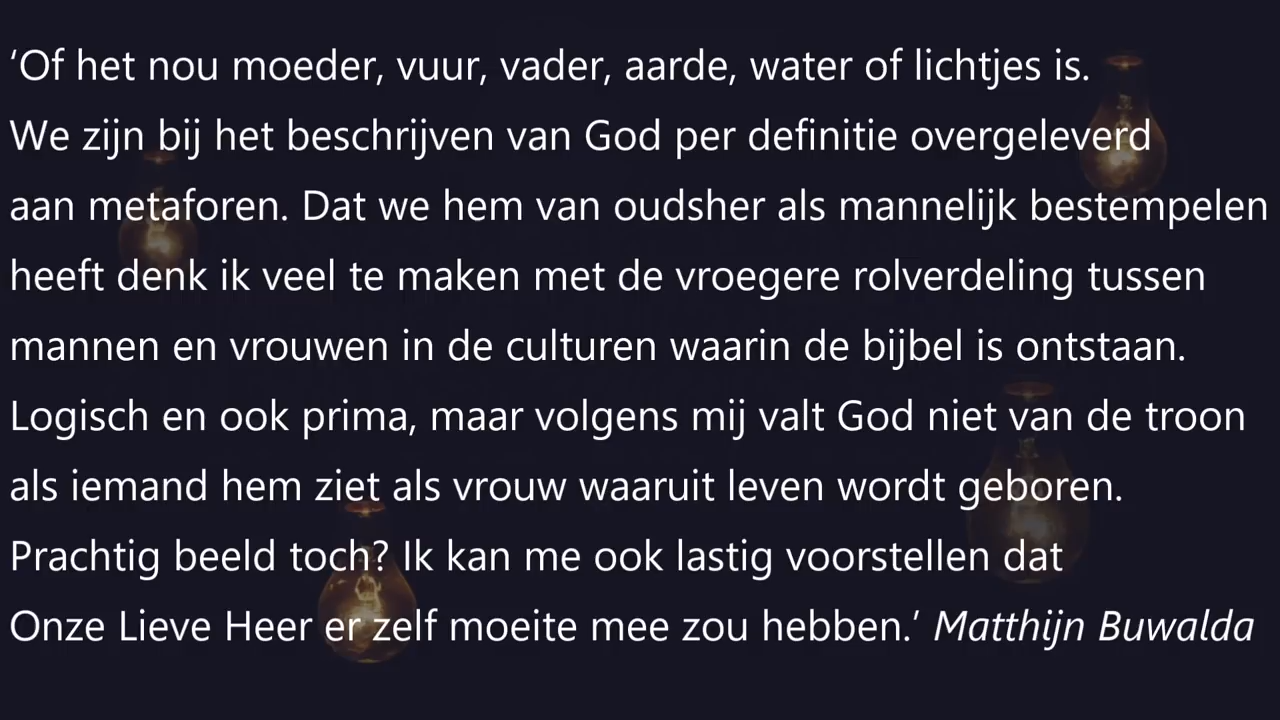 ‘Of het nou moeder, vuur, vader, aarde, water of lichtjes is.
We zijn bij het beschrijven van God per definitie overgeleverd
aan metaforen. Dat we hem van oudsher als mannelijk bestempelen
heeft denk ik veel te maken met de vroegere rolverdeling tussen
mannen en vrouwen in de culturen waarin de bijbel is ontstaan.
Logisch en ook prima, maar volgens mij valt God niet van de troon
als iemand hem ziet als vrouw waaruit leven wordt geboren.
Prachtig beeld toch? Ik kan me ook lastig voorstellen dat
Onze Lieve Heer er zelf moeite mee zou hebben.’ Matthijn Buwalda